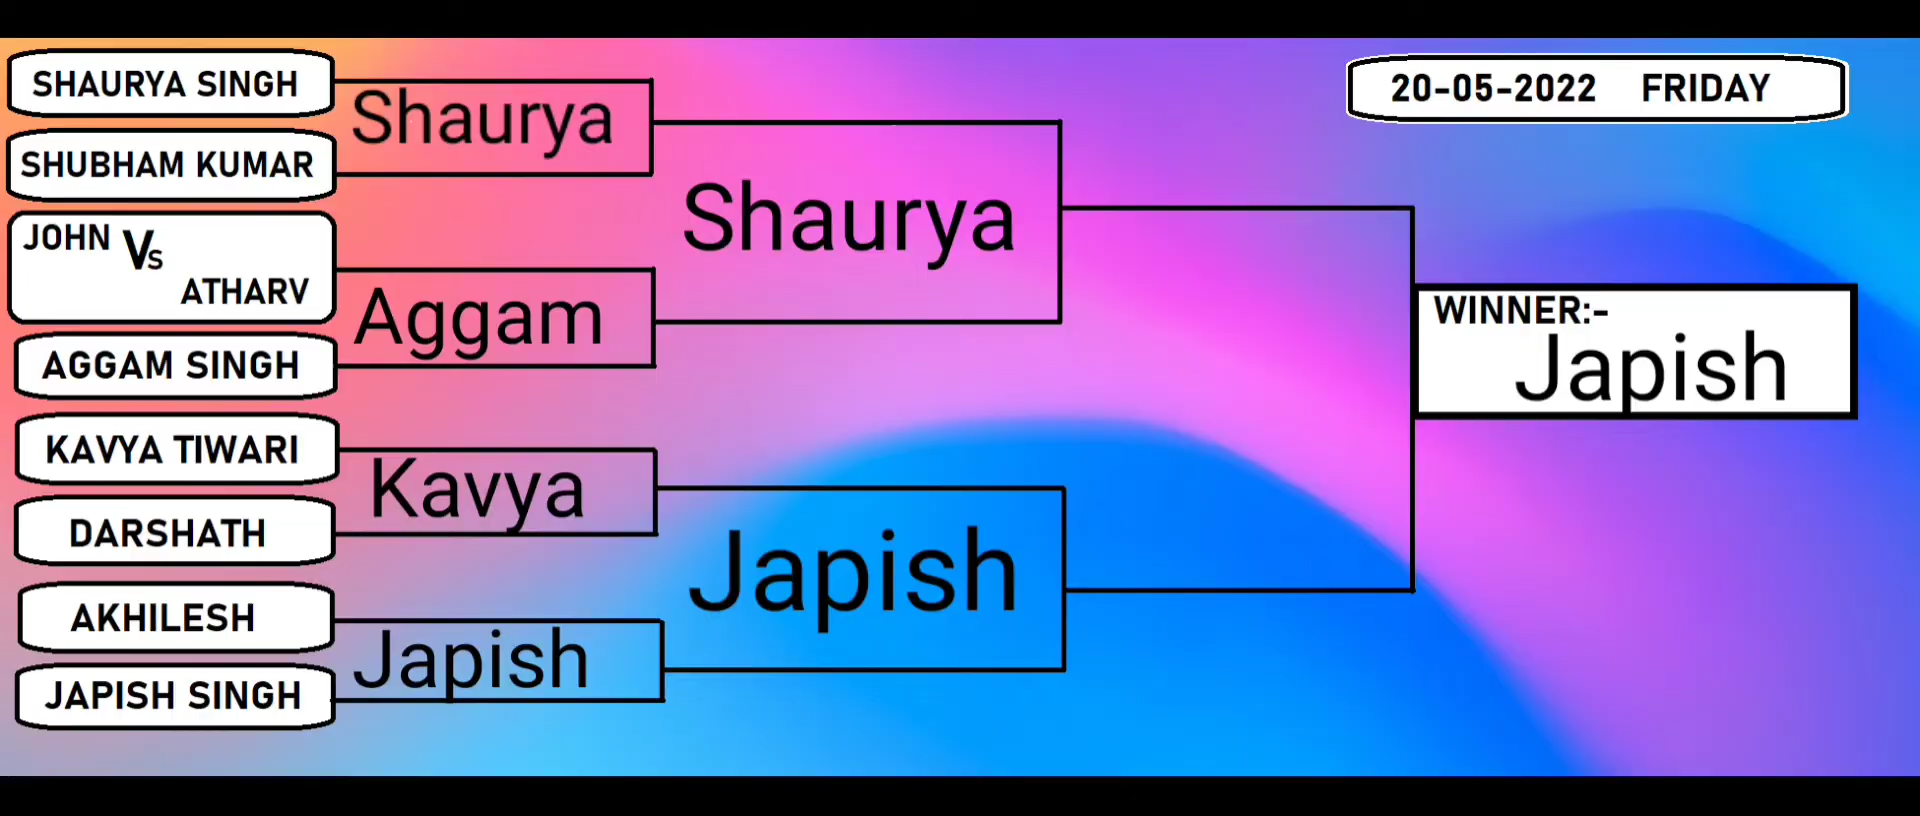 SHAURYA SINGH
SHUBHAM KUMAR
JOHN Vs
ATHARV
AGGAM SINGH
KAVYA TIWARI
DARSHATH
AKHILESH
JAPISH SINGH
Shaurya
Aggam
Kavya
Japish
Shaurya
Japish
20-05-2022 FRIDAY
WINNER:-
Japish